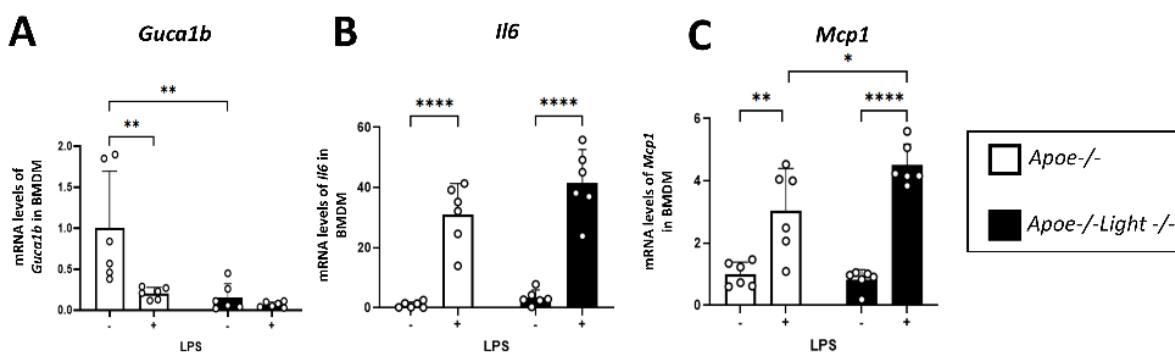 A
Guca1b
mRNA levels of
Guca1b in BMDM
2.0
1.5
1.0
0.5
0.0
**
**
- + - +
LPS
B
Il6
mRNA levels of Il6 in
BMDM
60
40
20
0
****
****
- + - +
LPS
C
Mcp1
mRNA levels of Mcp1
in BMDM
6
4
2
0
*
**
****
- + - +
LPS
Apoe-/-
Apoe-/-Light -/-